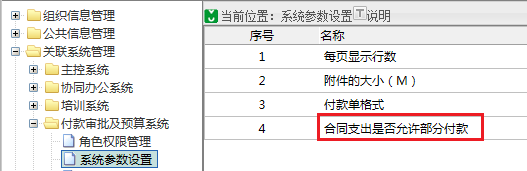 组织信息管理
公共信息管理
关联系统管理
主控系统
协同办公系统
培训系统
付款审批及预算系统
角色权限管理
系统参数设置
当前位置：系统参数设置 说明
序号 名称
1 每页显示行数
2 附件的大小（M）
3 付款单格式
4 合同支出是否允许部分付款